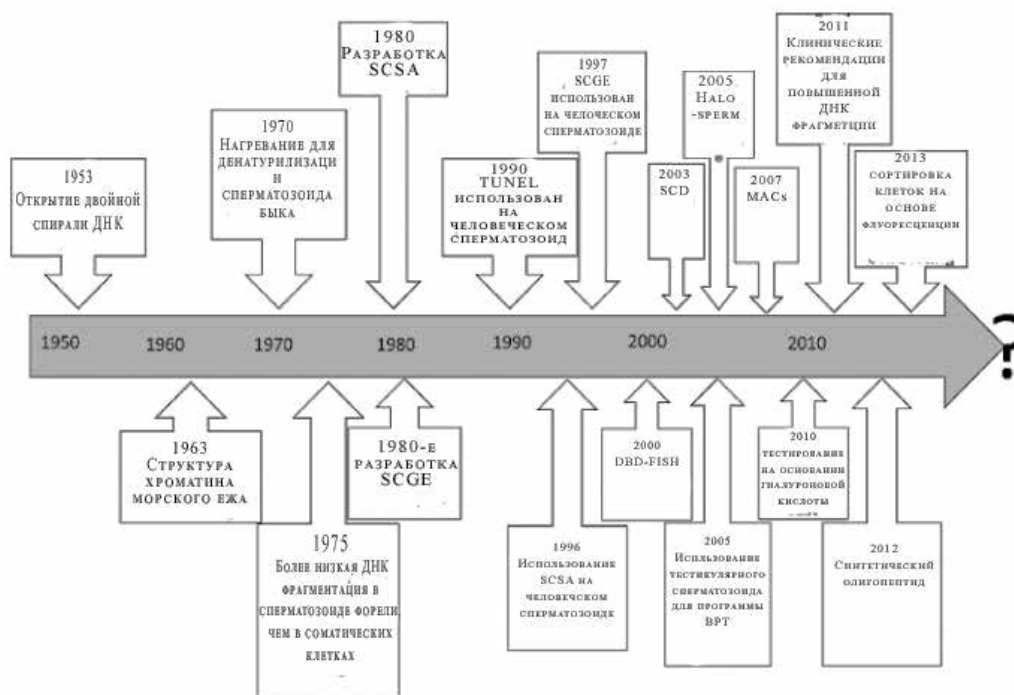 1953
Открытие двойной
спирали ДНК
1970
Нагревание для
денатурилизаци
и сперматозоида
быка
1980
Разработка
SCSA
1990
TUNEL
использован
на
человеческом
сперматозоид
1997
SCGE
использован
на челоческом
сперматозоиде
2003
SCD
2005
Halo
-sperm
2007
MACs
2011
Клинические
рекомендации
для
повышенной
ДНК
фрагметции
2013
сортировка
клеток на
основе
флуоресценции
1950 1960 1970 1980 1990 2000 2010 ?
1963
Структура
хроматина
морского ежа
1975
Более низкая ДНК
фрагментация в
сперматозоиде форели
чем в соматических
клетках
1980-е
разработка
SCGE
1996
Использование
SCSA на
человечском
сперматозоиде
2000
DBD-FISH
2005
Использование
тестикулярного
сперматозоида
для программы
ВРТ
2010
тестирование
на основании
гиалуроновой
кислоты
2012
Синтетический
олигопептид